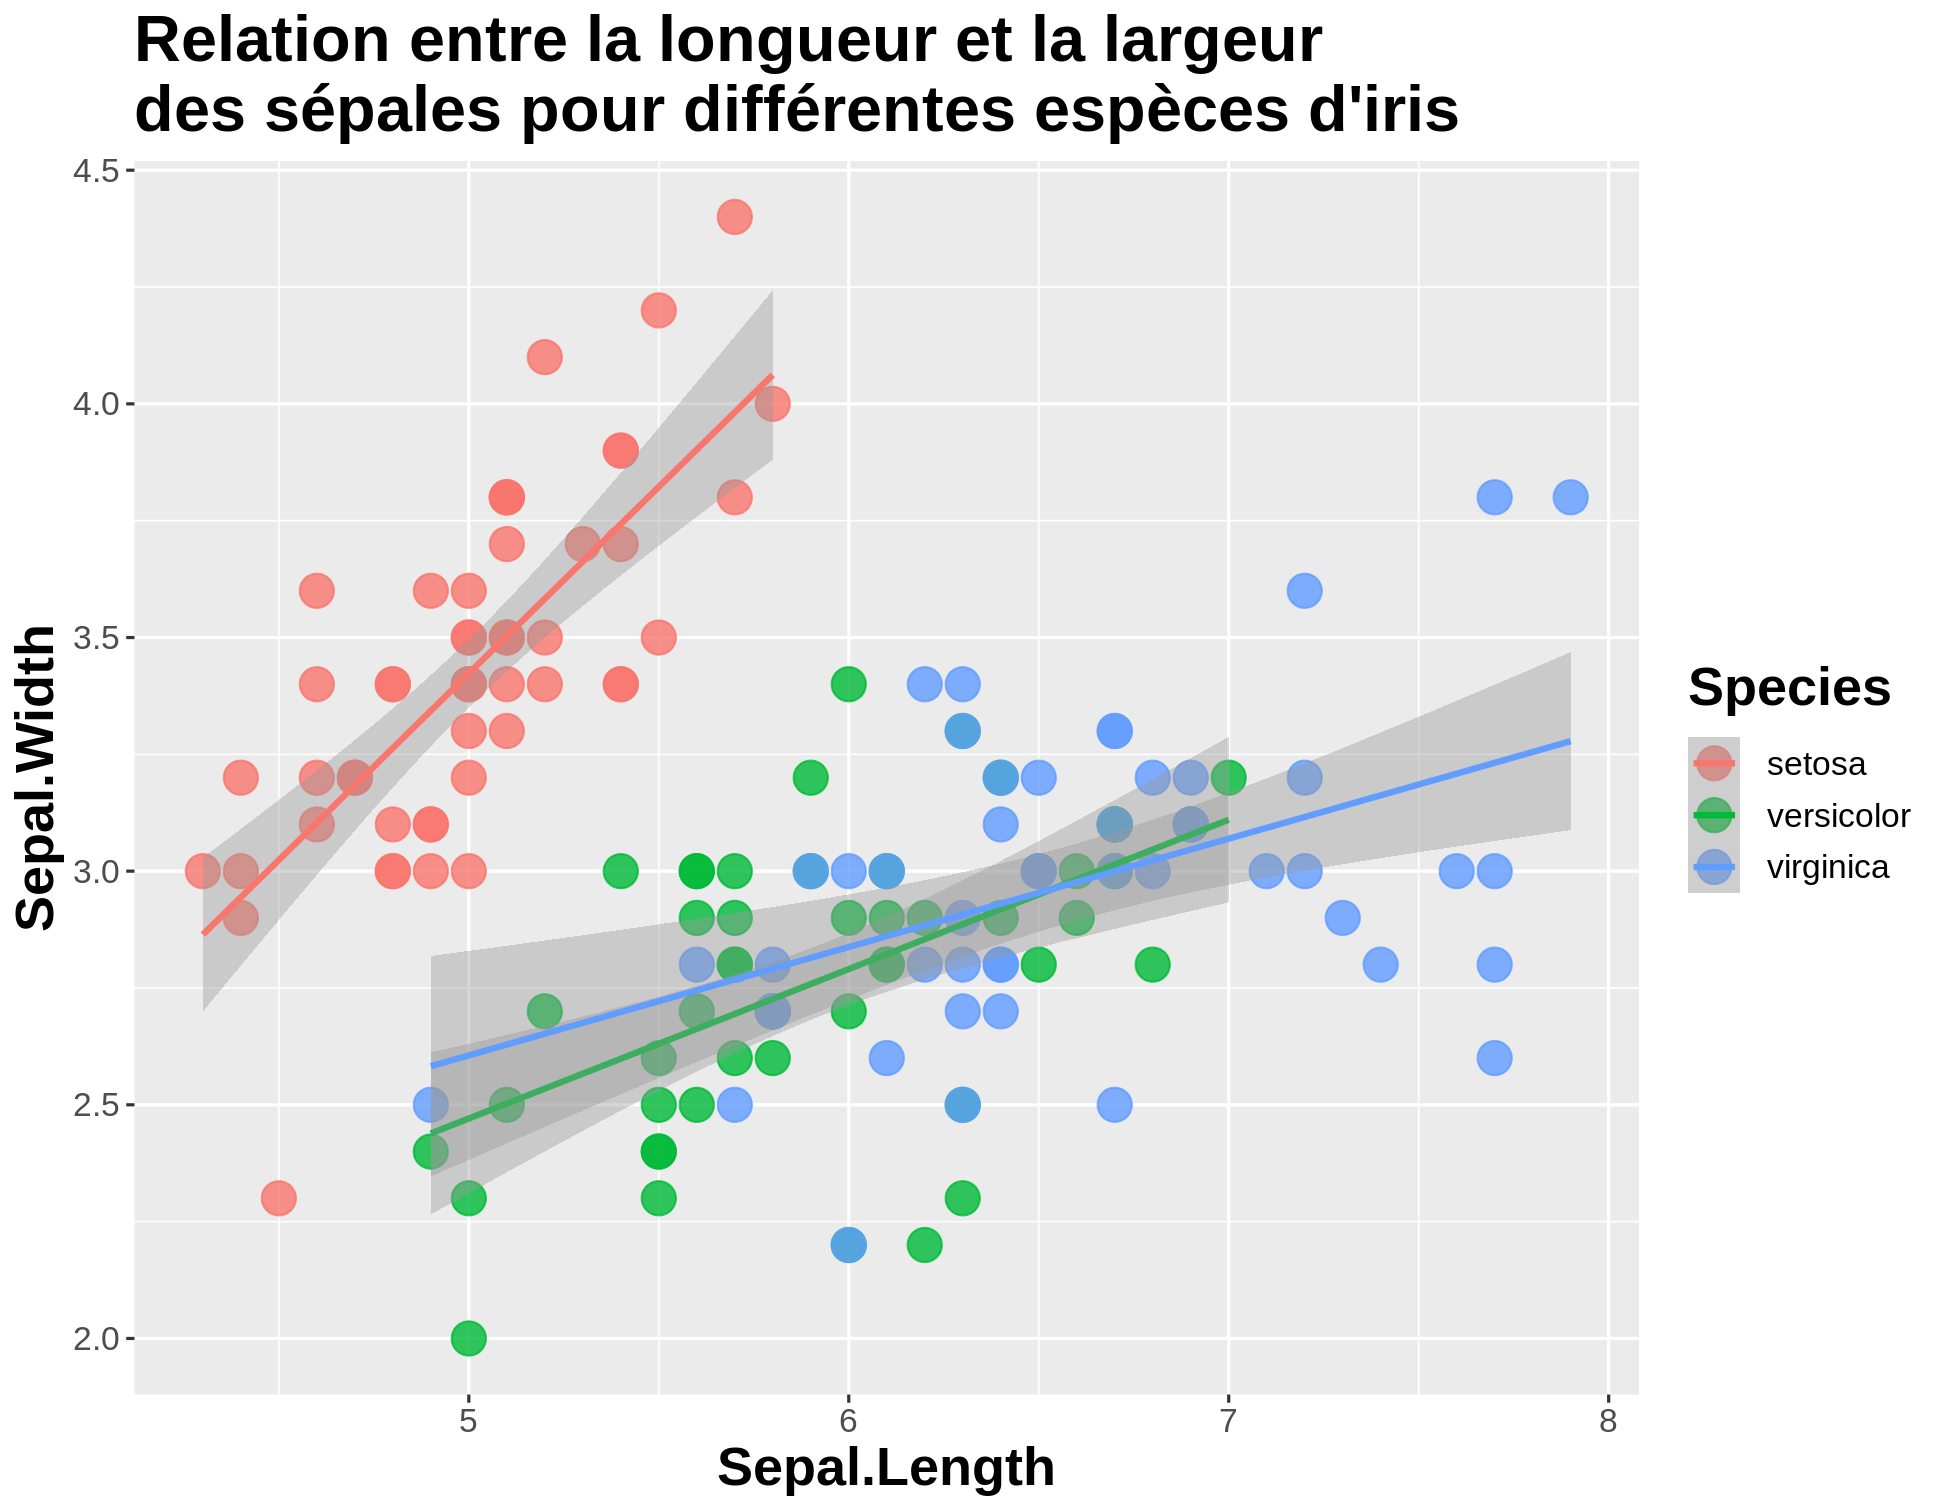 Relation entre la longueur et la largeur
des sépales pour différentes espèces d'iris
4.5
4.0
3.5
3.0
2.5
2.0
Sepal.Width
5
6
7
8
Sepal.Length
Species
setosa
versicolor
virginica